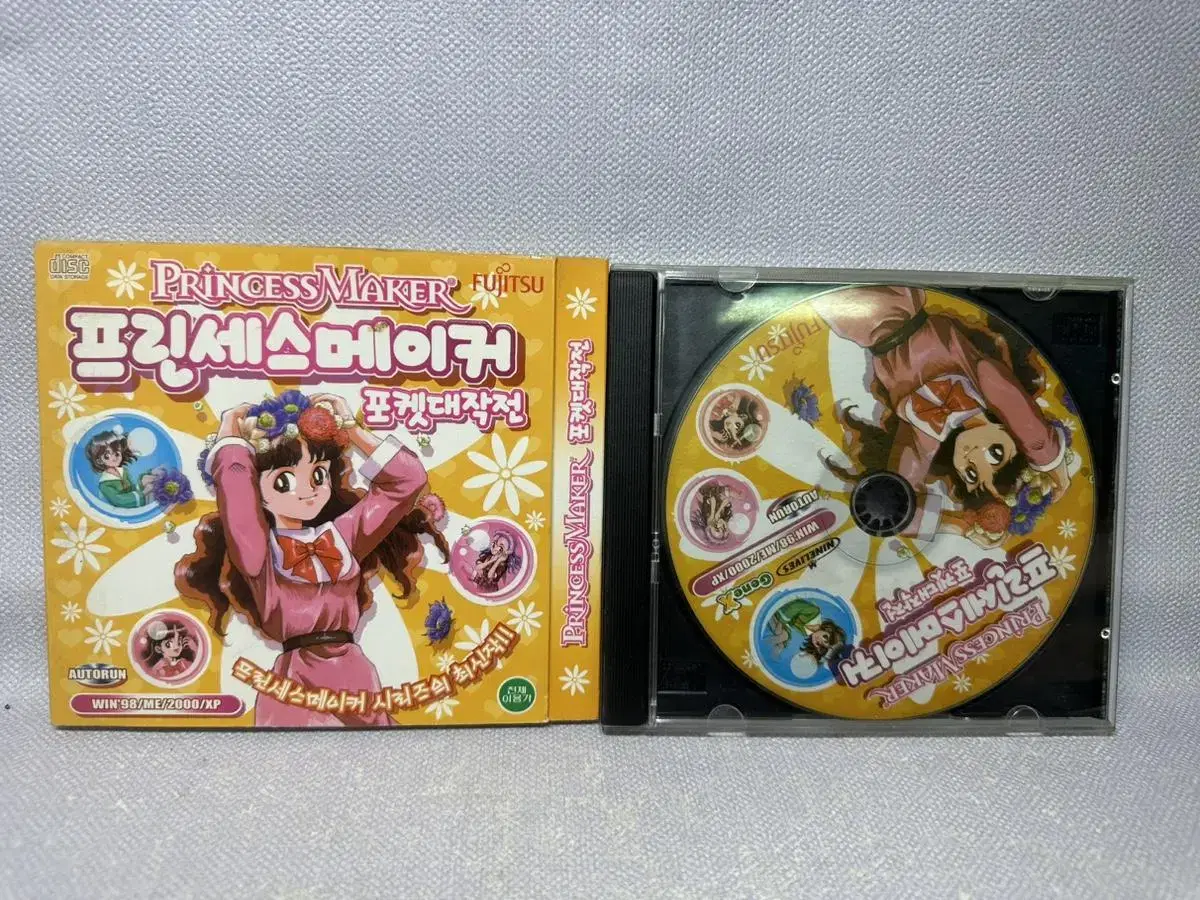 COMPACT
disc
DATA STORAGE
PRINCESS MAKER
FUJITSU
프린세스메이커
포켓대작전
프린세스메이커 시리즈의 최신작!!
AUTORUN
WIN'98/ME/2000/XP
전체
이용가
PRINCESS MAKER 포켓대작전
FUJITSU
AUTORUN
WIN'98/ME/2000/XP
NINELIVES
GeneX
포켓대작전
프린세스메이커
PRINCESS MAKER